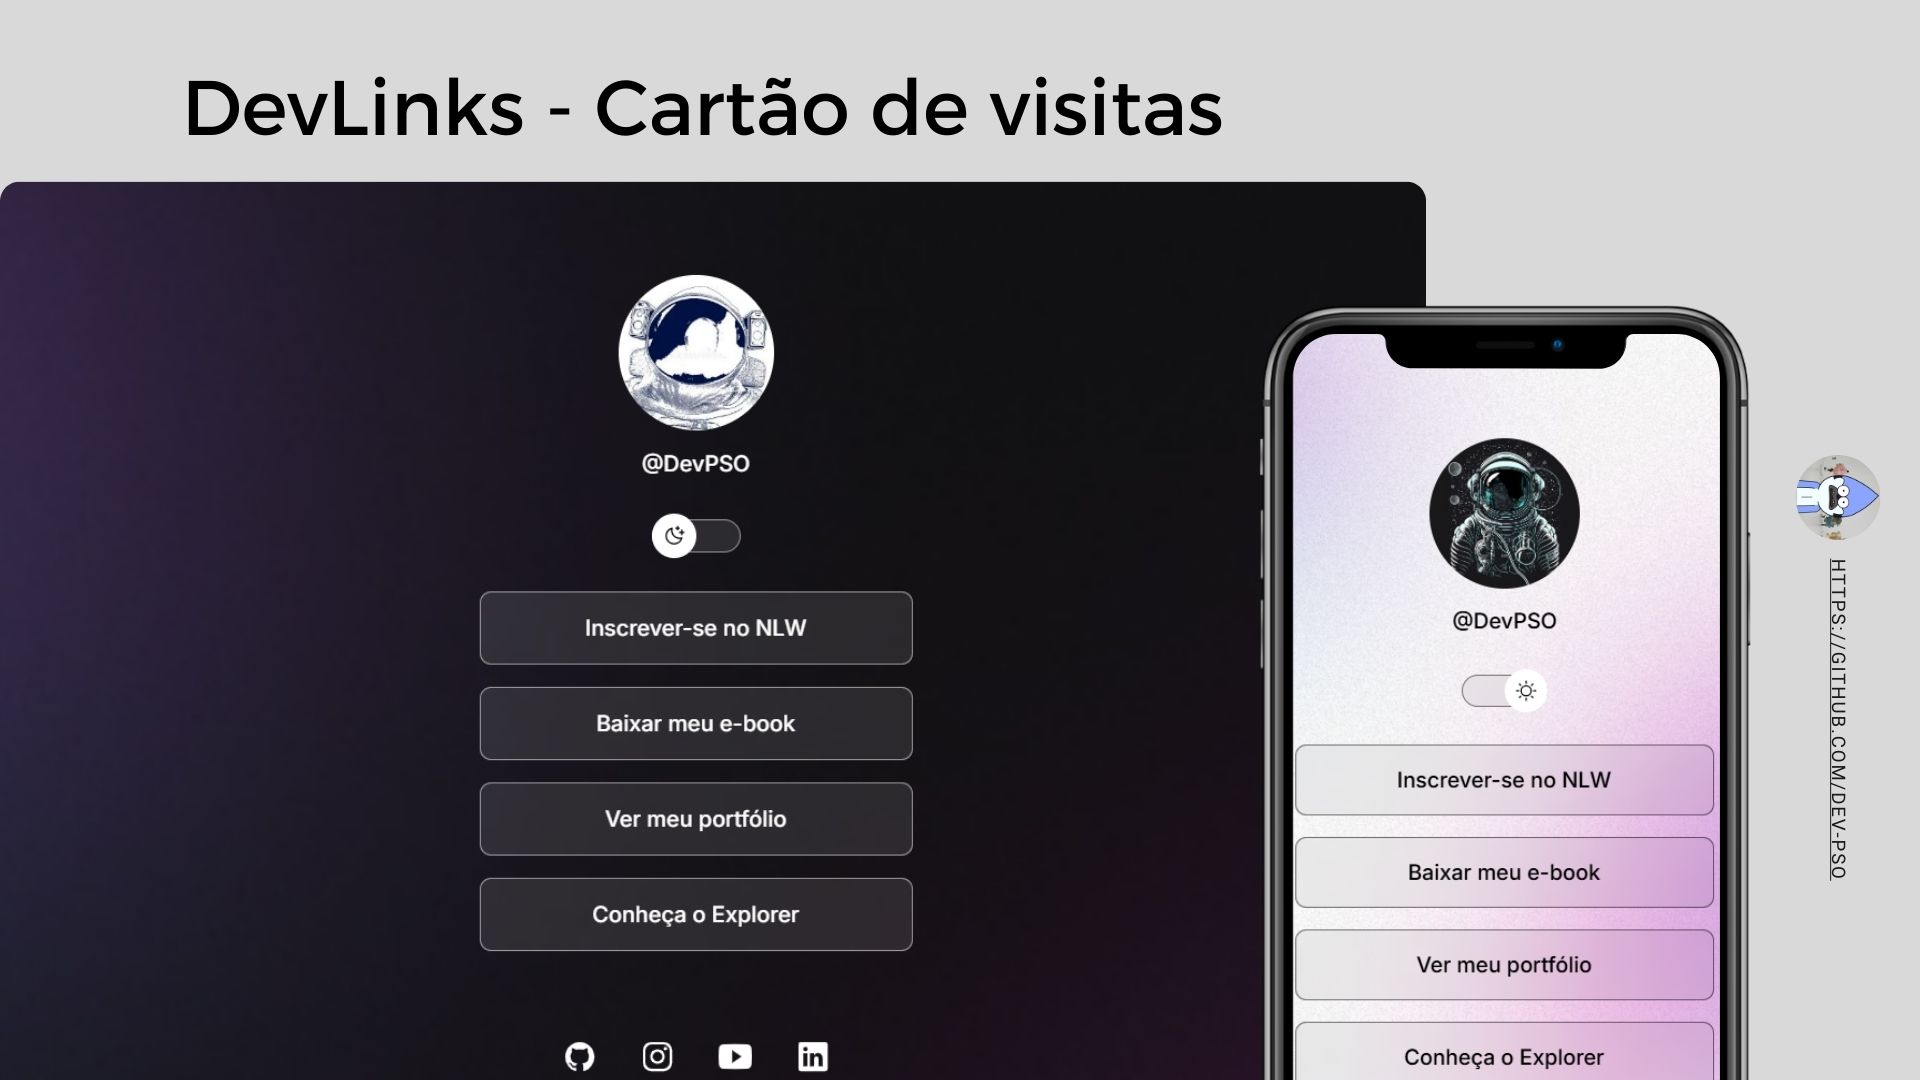 DevLinks - Cartão de visitas
@DevPSO
Inscrever-se no NLW
Baixar meu e-book
Ver meu portfólio
Conheça o Explorer
in
@DevPSO
Inscrever-se no NLW
Baixar meu e-book
Ver meu portfólio
Conheça o Explorer
HTTPS://GITHUB.COM/DEV-PSO